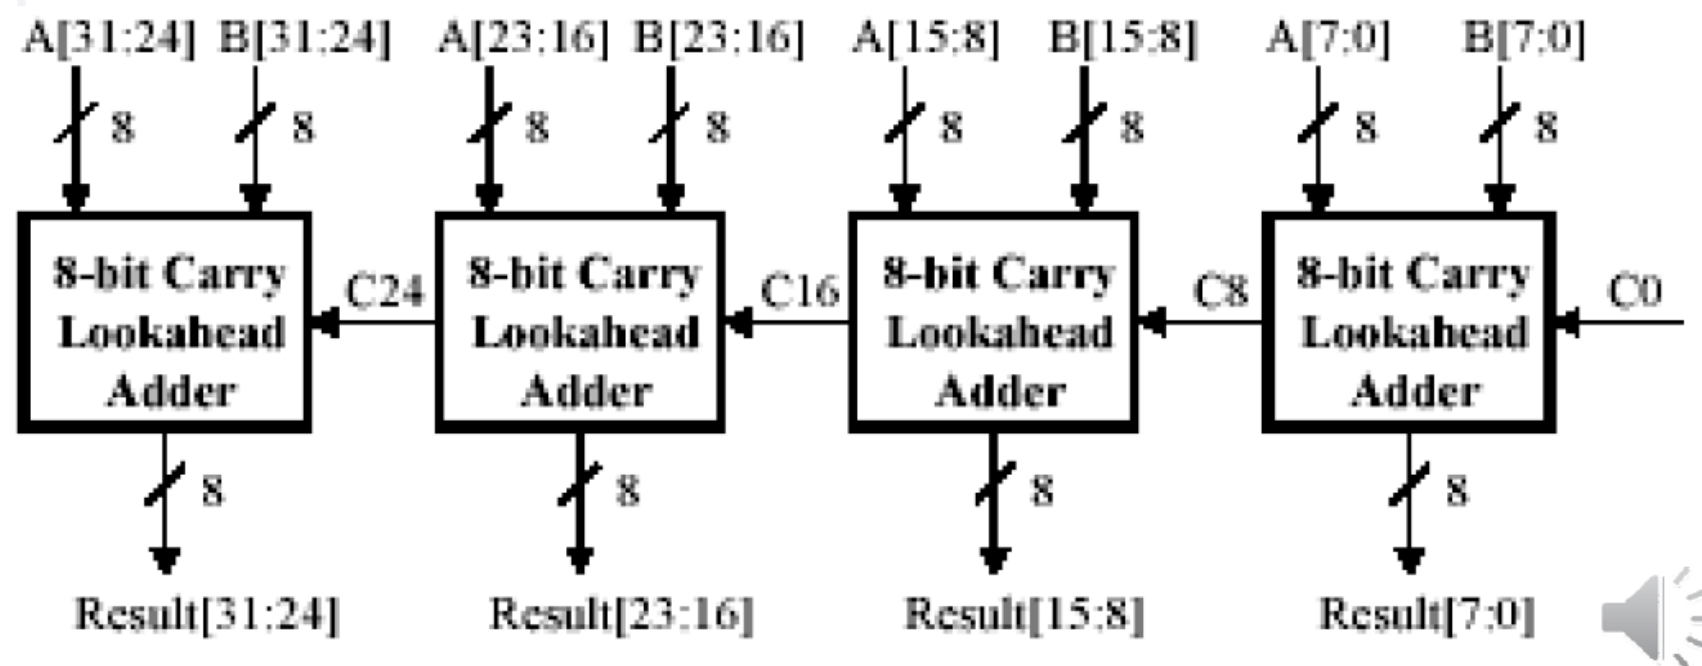 A[31:24] B[31:24] A[23:16] B[23:16] A[15:8] B[15:8] A[7:0] B[7:0]
8 8 8 8 8 8 8 8
8-bit Carry Lookahead Adder
C24
8-bit Carry Lookahead Adder
C16
8-bit Carry Lookahead Adder
C8
8-bit Carry Lookahead Adder
C0
8 8 8 8
Result[31:24] Result[23:16] Result[15:8] Result[7:0]